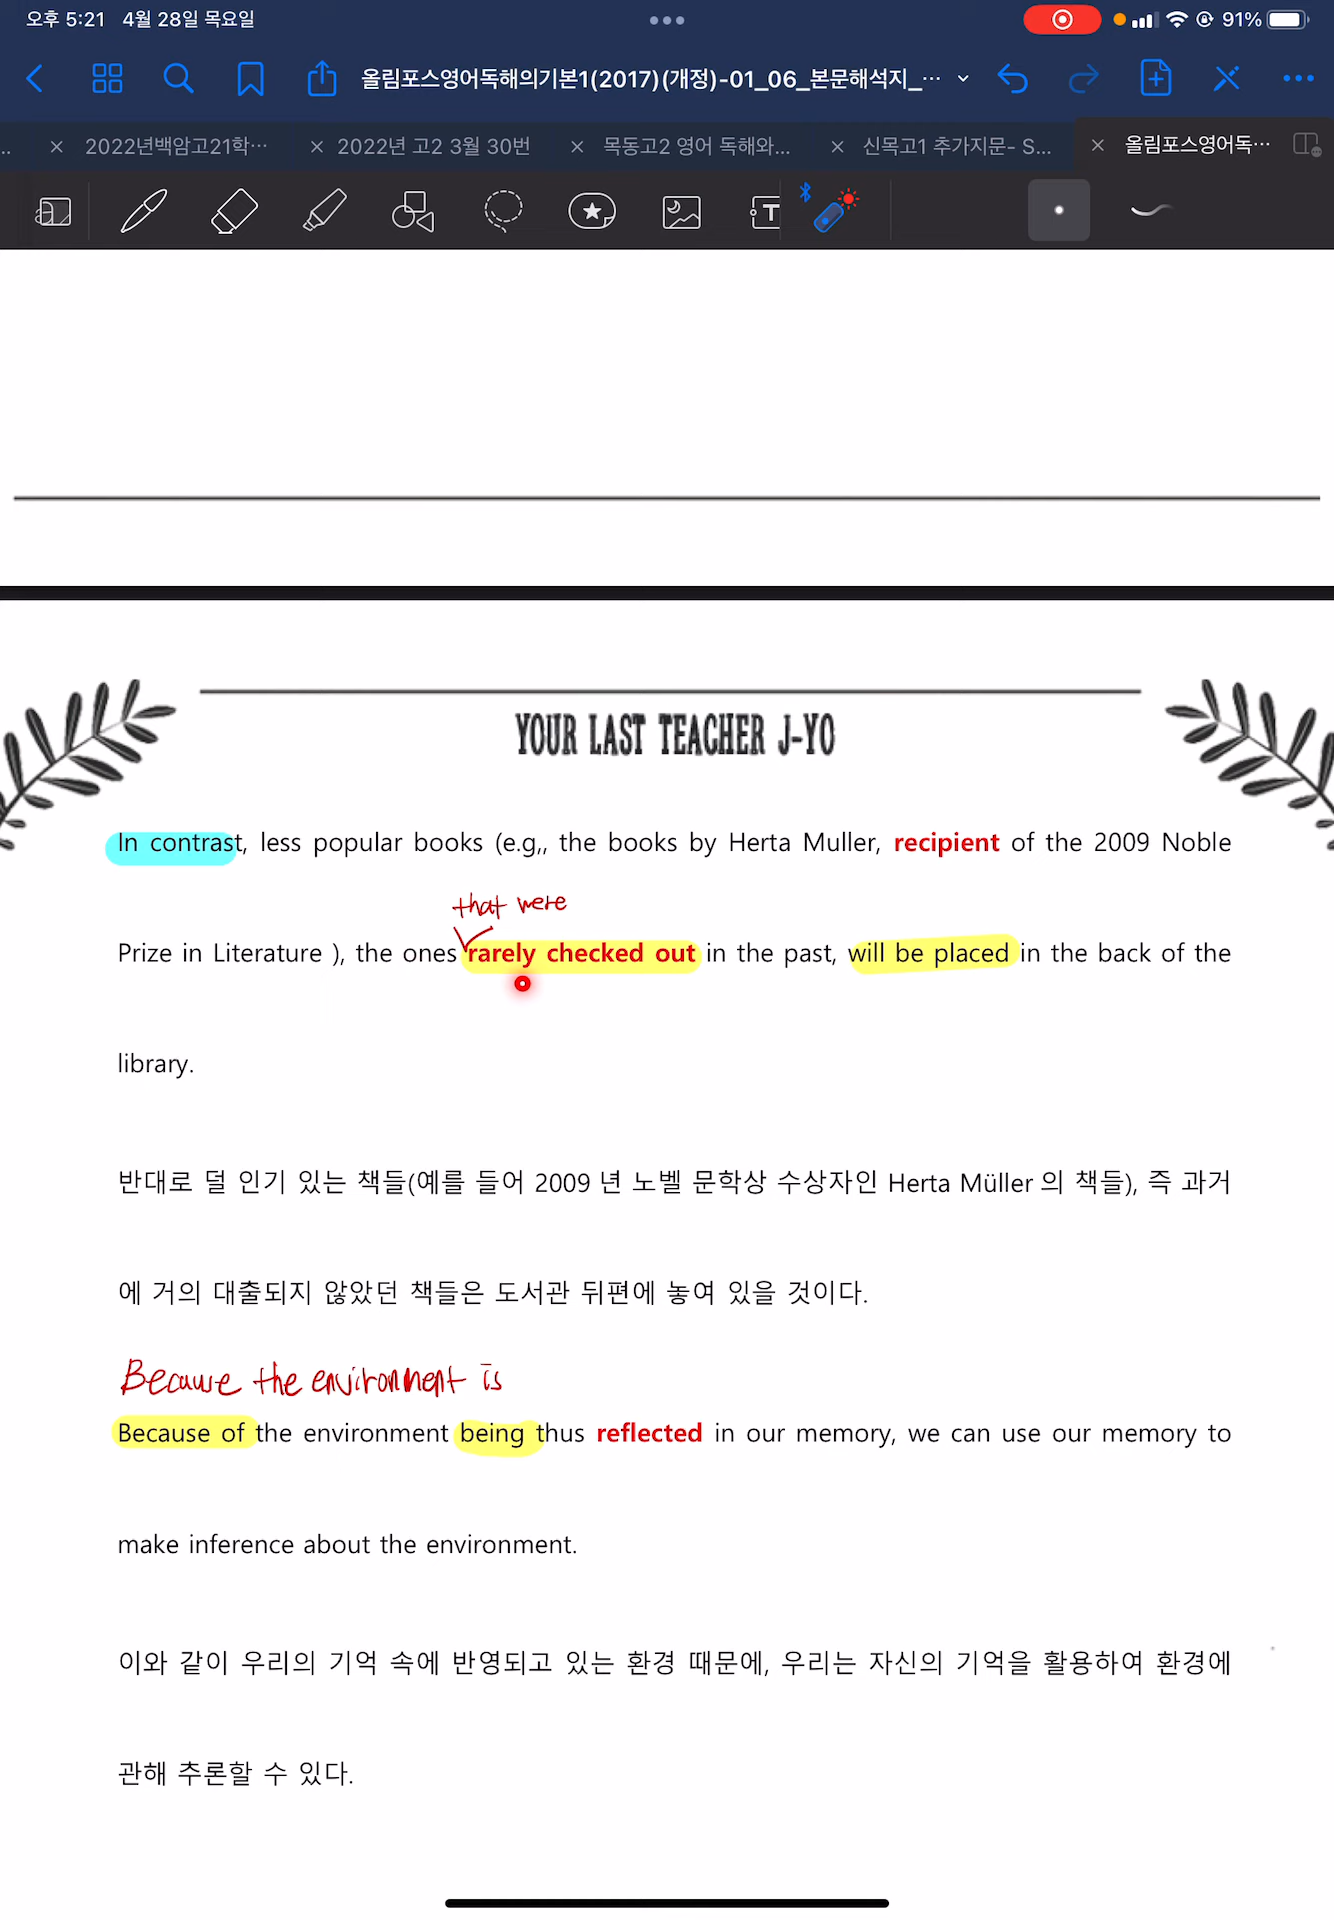 오후 5:21 4월 28일 목요일
91%
올림포스영어독해의기본1(2017)(개정)-01_06_본문해석지_…
2022년백암고21학…
2022년 고2 3월 30번
목동고2 영어 독해와...
신목고1 추가지문- S...
올림포스영어독…
YOUR LAST TEACHER J-YO
In contrast, less popular books (e.g,, the books by Herta Muller, recipient of the 2009 Noble
that were
Prize in Literature ), the ones rarely checked out in the past, will be placed in the back of the
library.
반대로 덜 인기 있는 책들(예를 들어 2009 년 노벨 문학상 수상자인 Herta Müller 의 책들), 즉 과거
에 거의 대출되지 않았던 책들은 도서관 뒤편에 놓여 있을 것이다.
Because the environment is
Because of the environment being thus reflected in our memory, we can use our memory to
make inference about the environment.
이와 같이 우리의 기억 속에 반영되고 있는 환경 때문에, 우리는 자신의 기억을 활용하여 환경에
관해 추론할 수 있다.